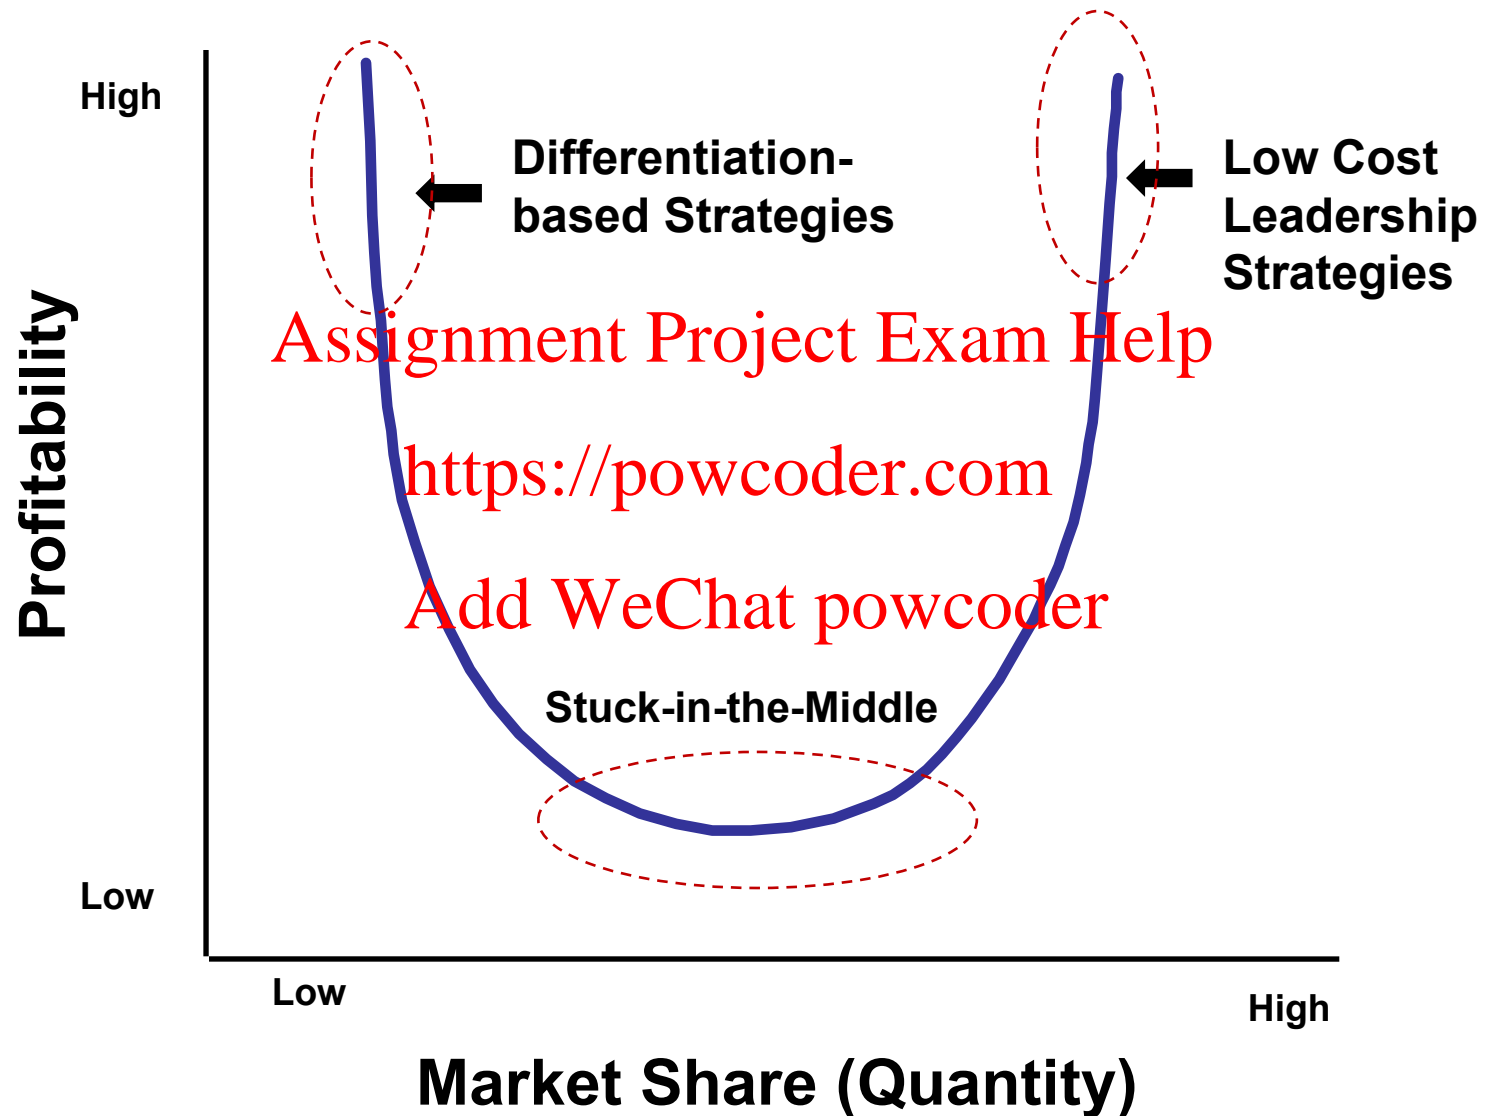 High
Differentiation-
based Strategies
Low Cost
Leadership
Strategies
Profitability
Assignment Project Exam Help
https://powcoder.com
Add WeChat powcoder
Stuck-in-the-Middle
Low
Low
High
Market Share (Quantity)